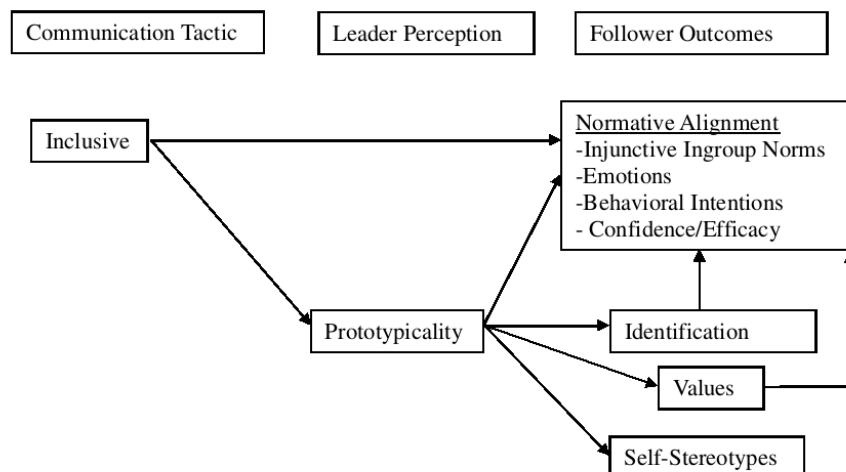 Communication Tactic
Leader Perception
Follower Outcomes
Inclusive
Normative Alignment
-Injunctive Ingroup Norms
-Emotions
-Behavioral Intentions
- Confidence/Efficacy
Prototypicality
Identification
Values
Self-Stereotypes